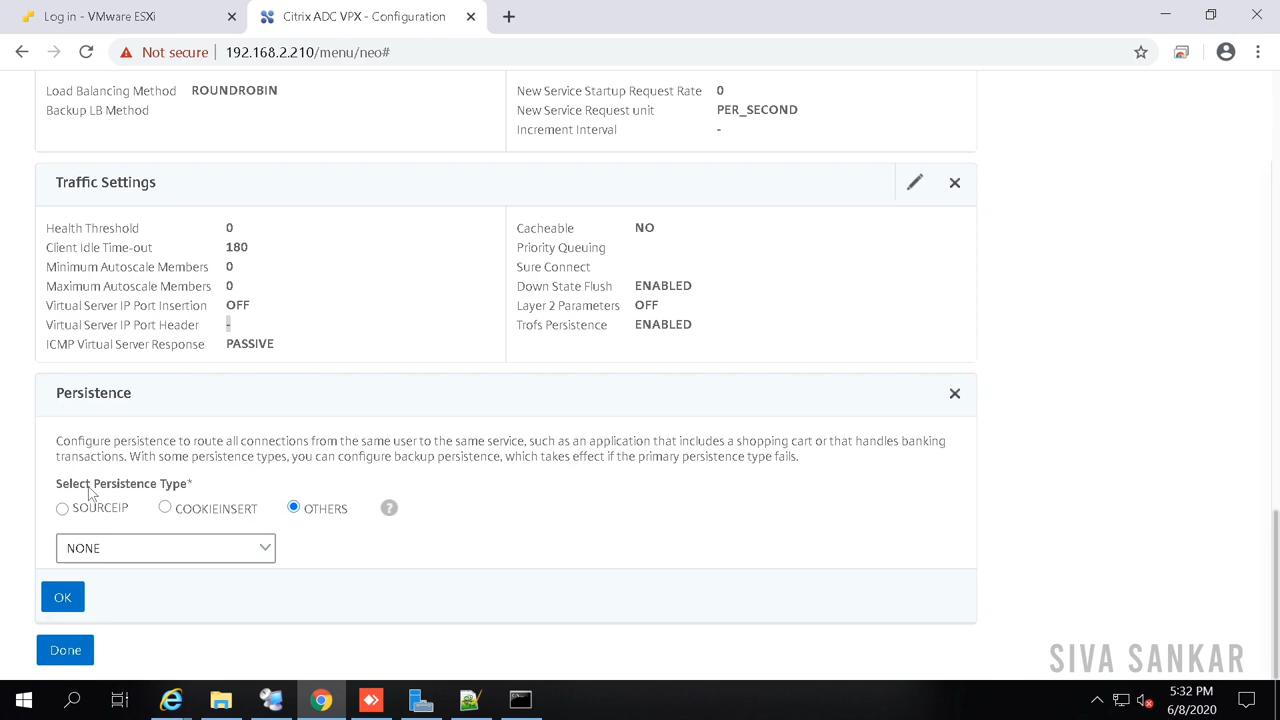 Log in - VMware ESXi
Citrix ADC VPX - Configuration
Not secure
192.168.2.210/menu/neo#
Load Balancing Method ROUNDROBIN
Backup LB Method
New Service Startup Request Rate 0
New Service Request unit PER_SECOND
Increment Interval -
Traffic Settings
Health Threshold 0
Client Idle Time-out 180
Minimum Autoscale Members 0
Maximum Autoscale Members 0
Virtual Server IP Port Insertion OFF
Virtual Server IP Port Header -
ICMP Virtual Server Response PASSIVE
Cacheable NO
Priority Queuing
Sure Connect
Down State Flush ENABLED
Layer 2 Parameters OFF
Trofs Persistence ENABLED
Persistence
Configure persistence to route all connections from the same user to the same service, such as an application that includes a shopping cart or that handles banking
transactions. With some persistence types, you can configure backup persistence, which takes effect if the primary persistence type fails.
Select Persistence Type*
SOURCEIP COOKIEINSERT OTHERS ?
NONE
OK
Done
SIVA SANKAR
5:32 PM
6/8/2020